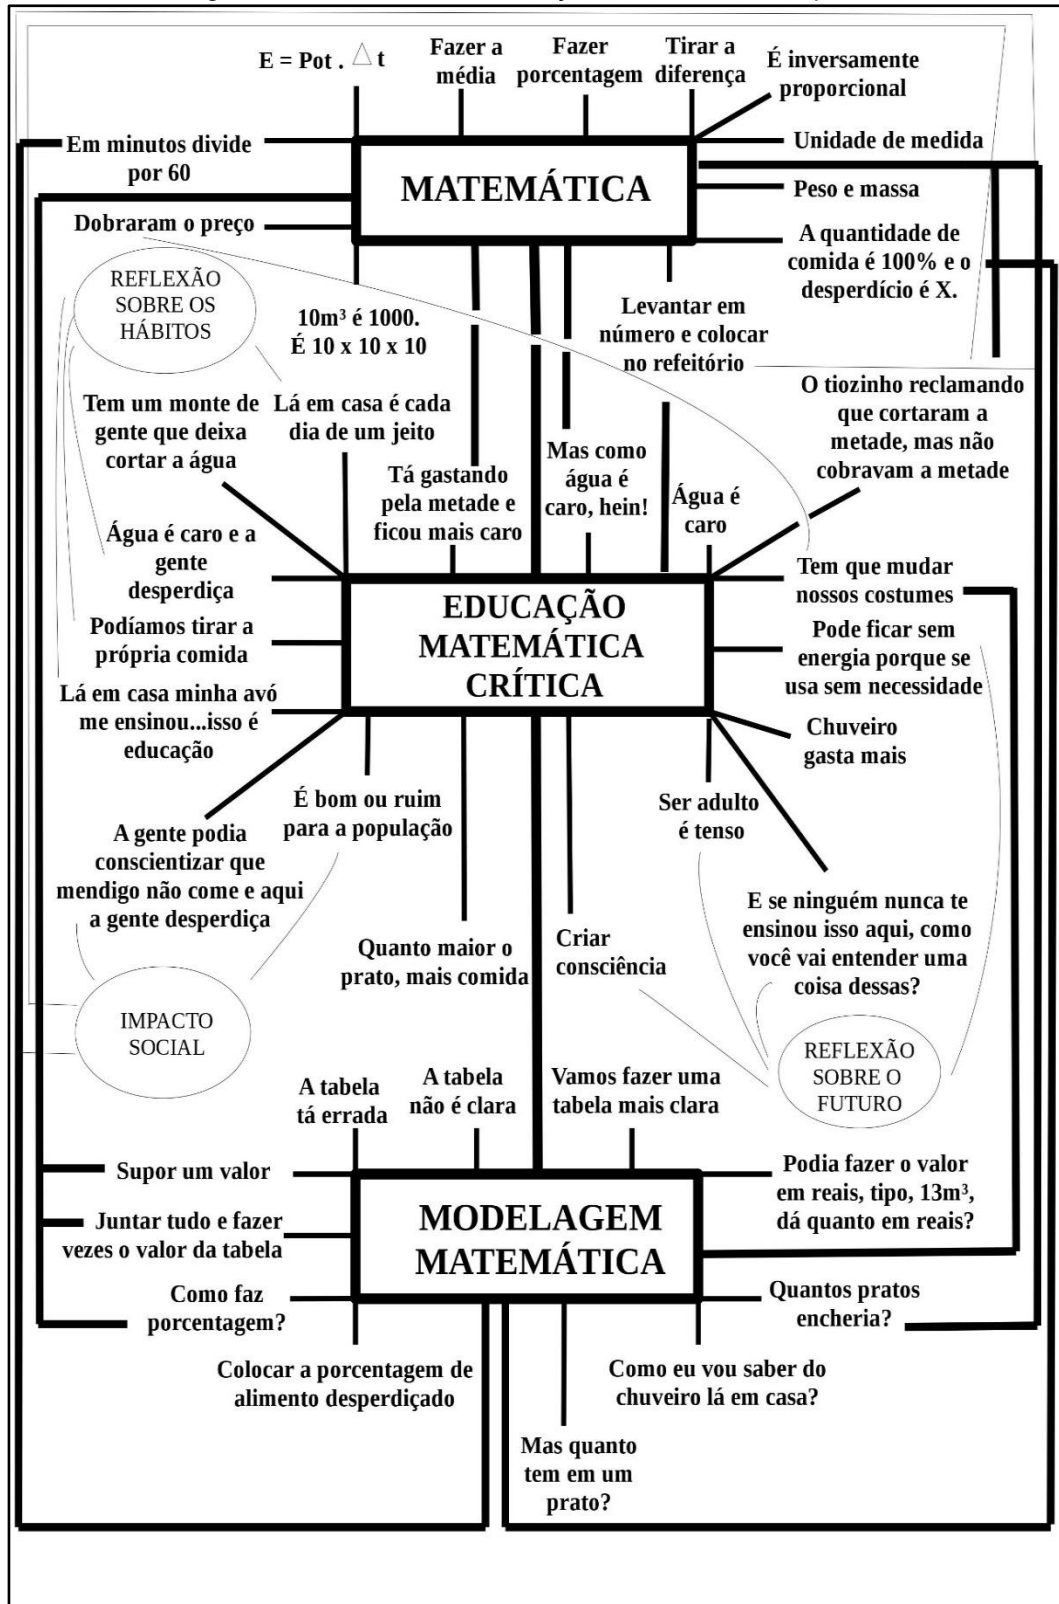 E = Pot . △ t
Fazer a
média
Fazer
porcentagem
Tirar a
diferença
É inversamente
proporcional
Em minutos divide
por 60
MATEMÁTICA
Unidade de medida
Peso e massa
Dobraram o preço
A quantidade de
comida é 100% e o
desperdício é X.
REFLEXÃO
SOBRE OS
HÁBITOS
10m³ é 1000.
É 10 x 10 x 10
Levantar em
número e colocar
no refeitório
Tem um monte de
gente que deixa
cortar a água
Lá em casa é cada
dia de um jeito
Tá gastando
pela metade e
ficou mais caro
Mas como
água é
caro, hein!
Água é
caro
O tiozinho reclamando
que cortaram a
metade, mas não
cobravam a metade
Água é caro e a
gente
desperdiça
EDUCAÇÃO
MATEMÁTICA
CRÍTICA
Tem que mudar
nossos costumes
Podíamos tirar a
própria comida
Pode ficar sem
energia porque se
usa sem necessidade
Lá em casa minha avó
me ensinou...isso é
educação
Chuveiro
gasta mais
A gente podia
conscientizar que
mendigo não come e aqui
a gente desperdiça
É bom ou ruim
para a população
Ser adulto
é tenso
Quanto maior o
prato, mais comida
Criar
consciência
E se ninguém nunca te
ensinou isso aqui, como
você vai entender uma
coisa dessas?
IMPACTO
SOCIAL
REFLEXÃO
SOBRE O
FUTURO
A tabela
tá errada
A tabela
não é clara
Vamos fazer uma
tabela mais clara
Supor um valor
MODELAGEM
MATEMÁTICA
Podia fazer o valor
em reais, tipo, 13m³,
dá quanto em reais?
Juntar tudo e fazer
vezes o valor da tabela
Como faz
porcentagem?
Quantos pratos
encheria?
Colocar a porcentagem de
alimento desperdiçado
Como eu vou saber do
chuveiro lá em casa?
Mas quanto
tem em um
prato?